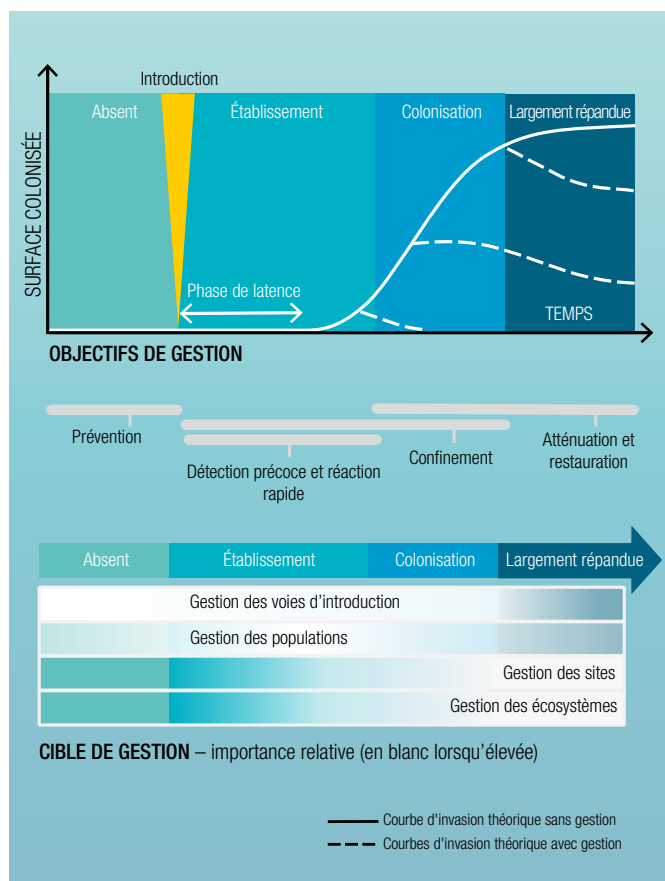 Introduction
Absent
Établissement
Colonisation
Largement répandue
SURFACE COLONISÉE
Phase de latence
TEMPS
OBJECTIFS DE GESTION
Prévention
Détection précoce et réaction
rapide
Confinement
Atténuation et
restauration
Absent
Établissement
Colonisation
Largement répandue
Gestion des voies d'introduction
Gestion des populations
Gestion des sites
Gestion des écosystèmes
CIBLE DE GESTION – importance relative (en blanc lorsqu'élevée)
Courbe d'invasion théorique sans gestion
Courbes d'invasion théorique avec gestion